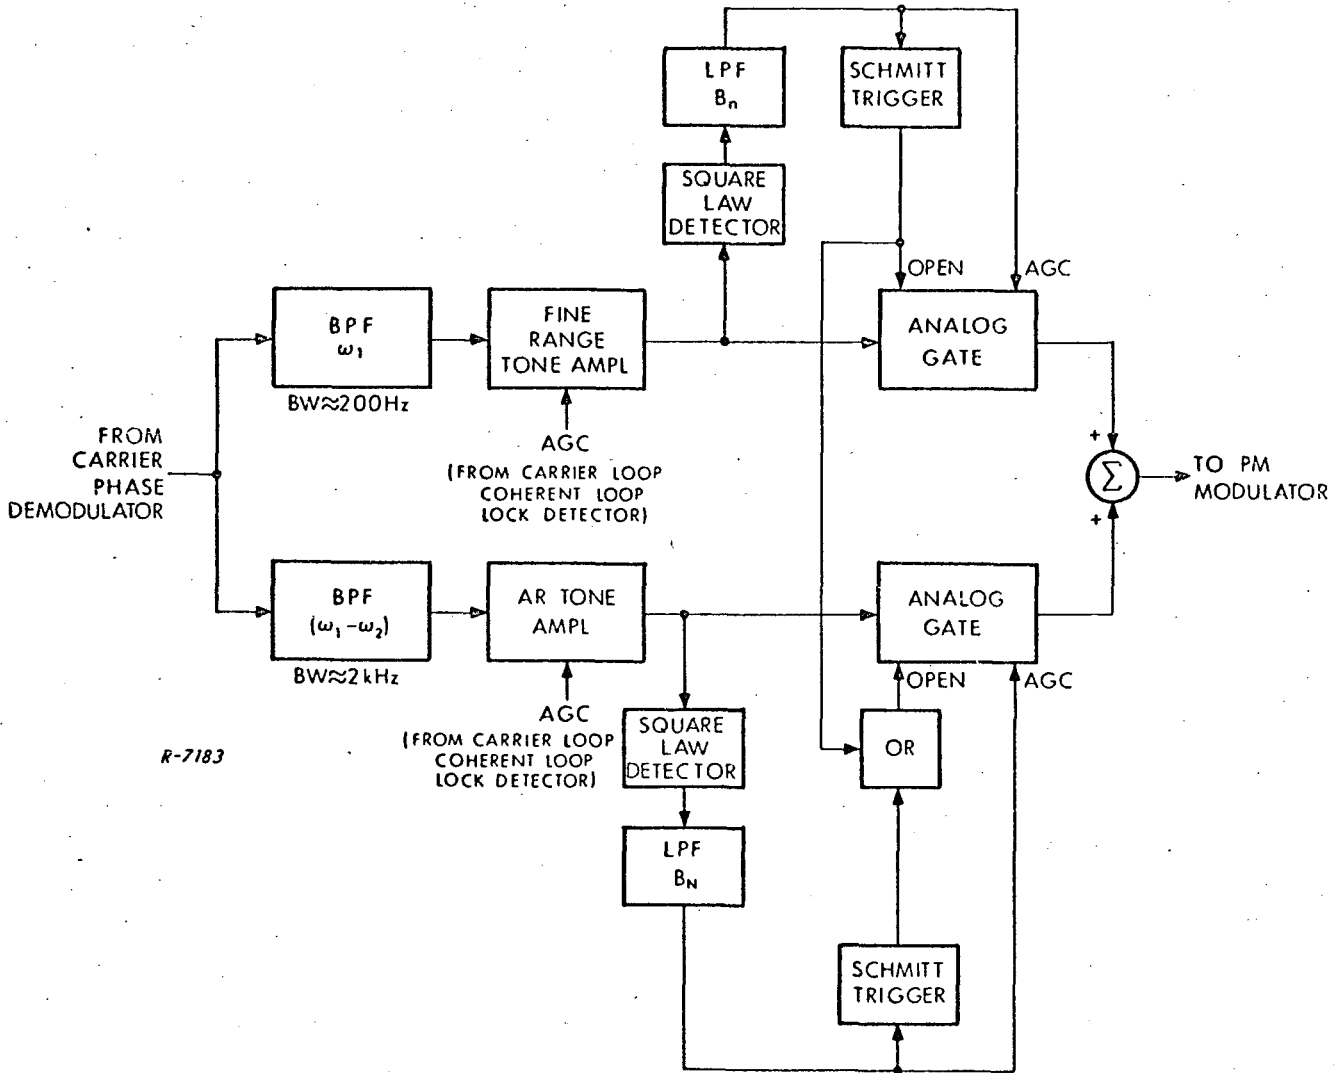 LPF
Bn
SCHMITT
TRIGGER
SQUARE
LAW
DETECTOR
OPEN
AGC
BPF
ω1
BW≈200Hz
FINE
RANGE
TONE AMPL
ANALOG
GATE
AGC
(FROM CARRIER LOOP
COHERENT LOOP
LOCK DETECTOR)
FROM
CARRIER
PHASE
DEMODULATOR
+
Σ
+
TO PM
MODULATOR
BPF
(ω1-ω2)
BW≈2kHz
AR TONE
AMPL
ANALOG
GATE
OPEN
AGC
AGC
(FROM CARRIER LOOP
COHERENT LOOP
LOCK DETECTOR)
SQUARE
LAW
DETECTOR
OR
R-7183
LPF
BN
SCHMITT
TRIGGER